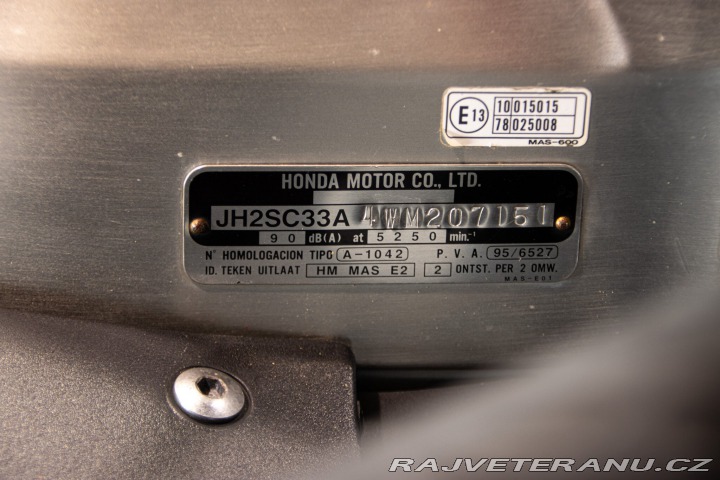 E13
10 015015
78 025008
MAS-600
HONDA MOTOR CO., LTD.
JH2SC33A 4WM207151
90 dB(A) at 5250 min.⁻¹
Nº HOMOLOGACION TIPO A-1042 P. V. A. 95/6527
ID. TEKEN UITLAAT HM MAS E2 2 ONTST. PER 2 OMW.
MAS-E01
RAJVETERANU.CZ